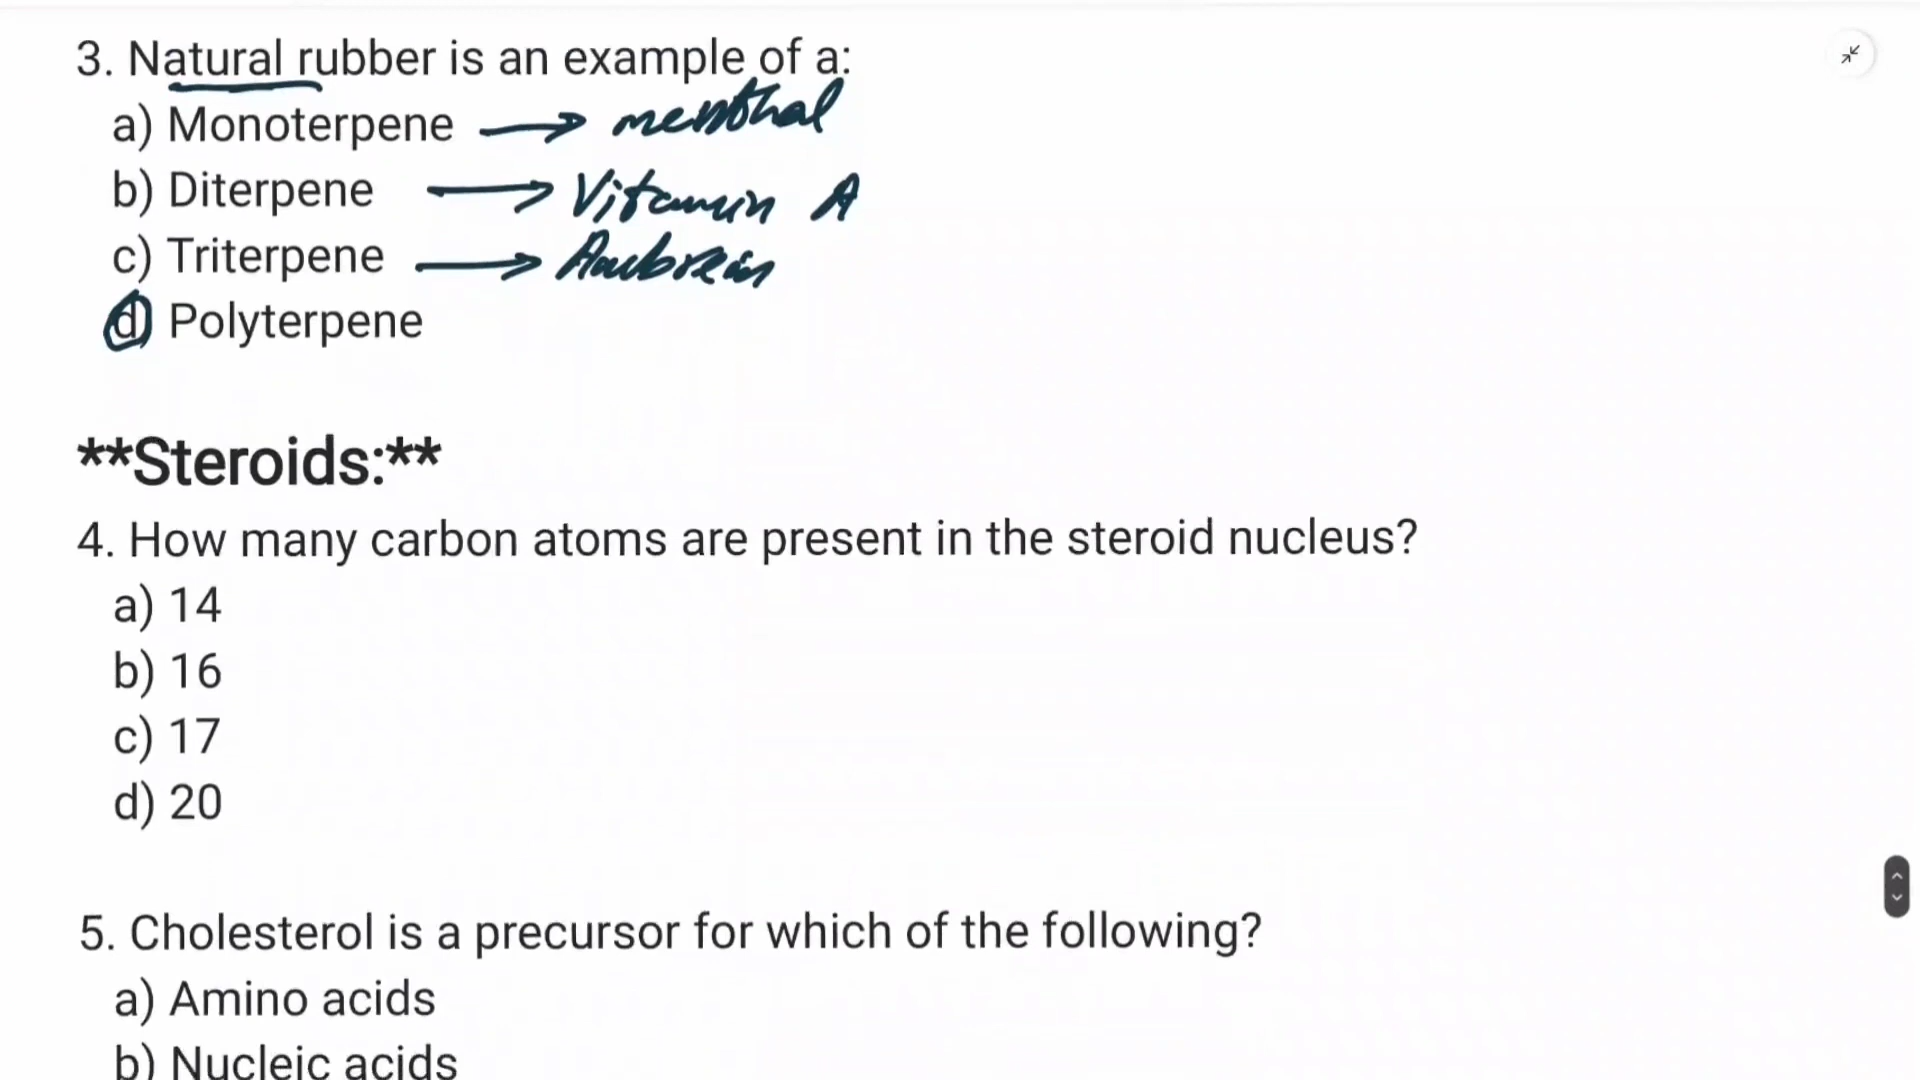 3. Natural rubber is an example of a:
a) Monoterpene → menthal
b) Diterpene → Vitamin A
c) Triterpene → Ambrein
d) Polyterpene
**Steroids:**
4. How many carbon atoms are present in the steroid nucleus?
a) 14
b) 16
c) 17
d) 20
5. Cholesterol is a precursor for which of the following?
a) Amino acids
b) Nucleic acids